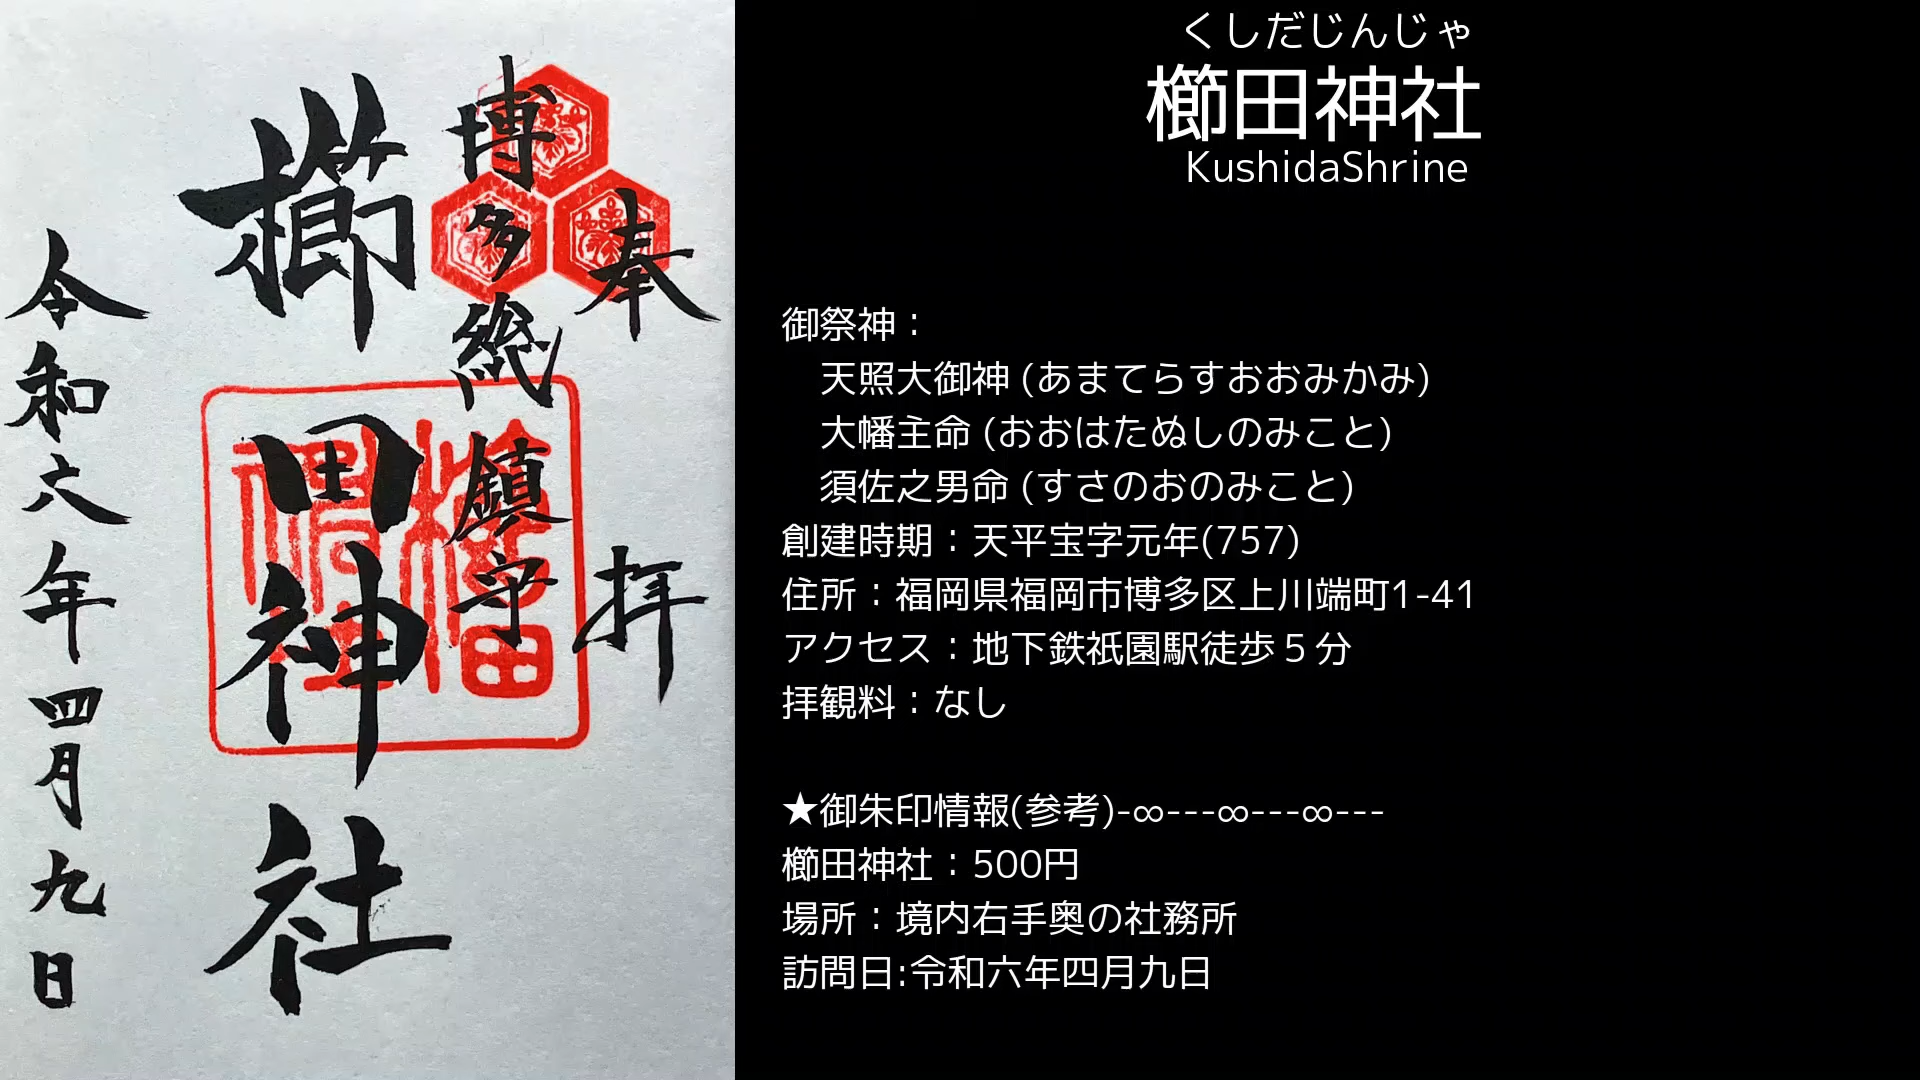 奉拝
博多総鎮守
櫛田神社
令和六年四月九日
くしだじんじゃ
櫛田神社
KushidaShrine
御祭神：
天照大御神 (あまてらすおおみかみ)
大幡主命 (おおはたぬしのみこと)
須佐之男命 (すさのおのみこと)
創建時期：天平宝字元年(757)
住所：福岡県福岡市博多区上川端町1-41
アクセス：地下鉄祇園駅徒歩５分
拝観料：なし
★御朱印情報(参考)-∞---∞---∞---
櫛田神社：500円
場所：境内右手奥の社務所
訪問日:令和六年四月九日